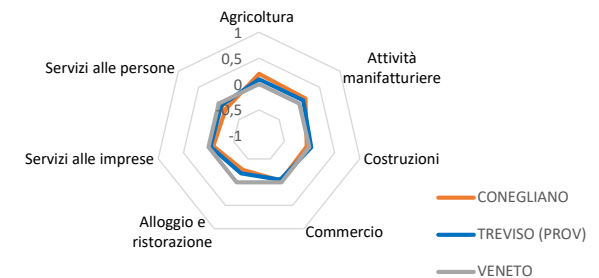 Agricoltura
1
0,5
0
-0,5
-1
Attività
manifatturiere
Costruzioni
Commercio
Alloggio e
ristorazione
Servizi alle imprese
Servizi alle persone
CONEGLIANO
TREVISO (PROV)
VENETO